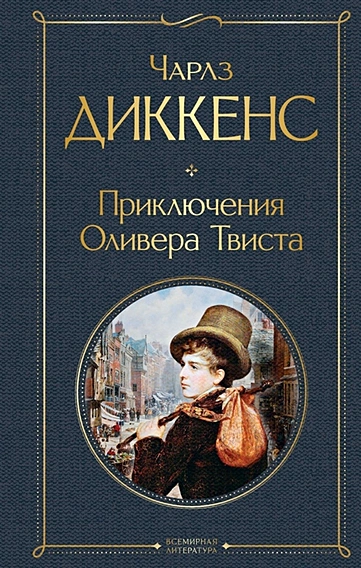 Чарлз
ДИККЕНС
Приключения
Оливера Твиста
ВСЕМИРНАЯ
ЛИТЕРАТУРА